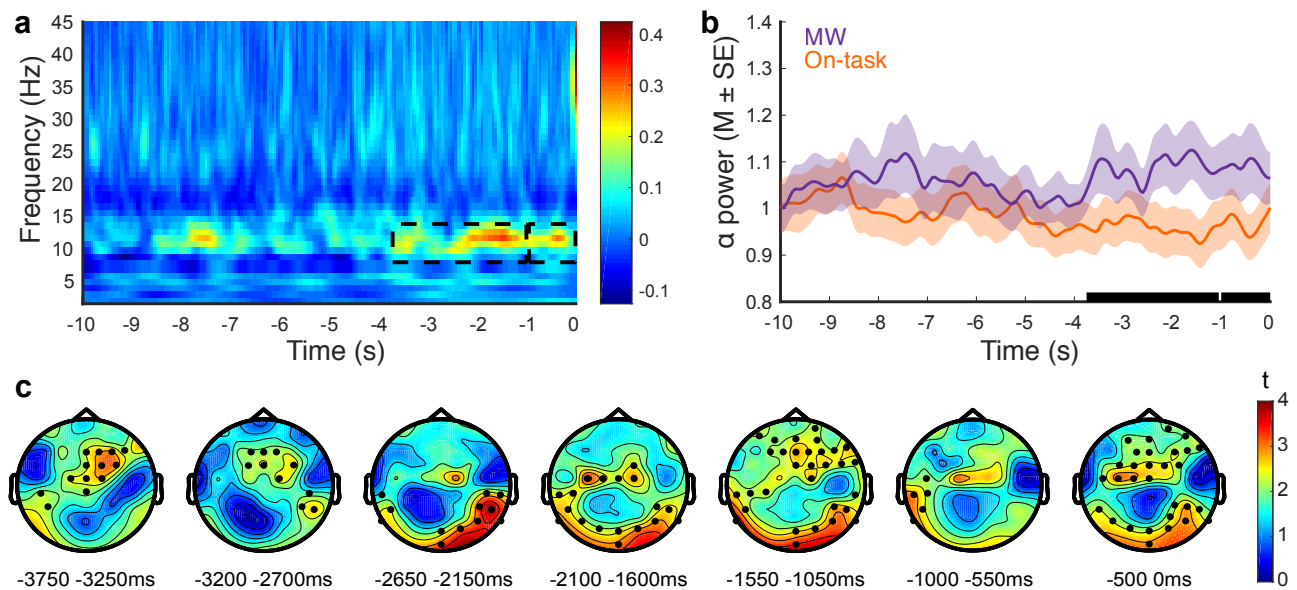 a
Frequency (Hz)
45
40
35
30
25
20
15
10
5
-10 -9 -8 -7 -6 -5 -4 -3 -2 -1 0
Time (s)
0.4
0.3
0.2
0.1
0
-0.1
b
α power (M ± SE)
1.4
1.3
1.2
1.1
1
0.9
0.8
MW
On-task
-10 -9 -8 -7 -6 -5 -4 -3 -2 -1 0
Time (s)
c
-3750 -3250ms
-3200 -2700ms
-2650 -2150ms
-2100 -1600ms
-1550 -1050ms
-1000 -550ms
-500 0ms
t
4
3
2
1
0